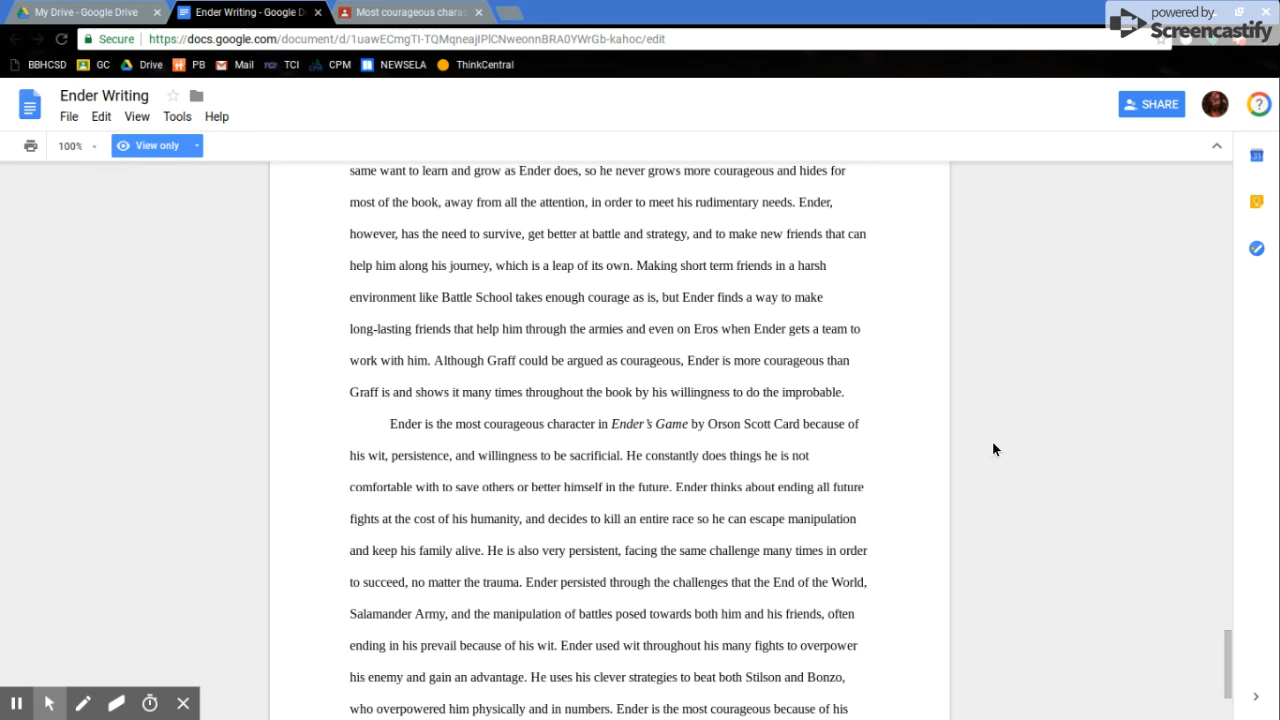 My Drive - Google Drive
Ender Writing - Google D
Most courageous chara
powered by
Screencastify
Secure
https://docs.google.com/document/d/1uawECmgTI-TQMqneajIPlCNweonnBRA0YWrGb-kahoc/edit
BBHCSD GC Drive PB Mail TCI CPM NEWSELA ThinkCentral
Ender Writing
SHARE
File Edit View Tools Help
100%
View only
31
same want to learn and grow as Ender does, so he never grows more courageous and hides for
most of the book, away from all the attention, in order to meet his rudimentary needs. Ender,
however, has the need to survive, get better at battle and strategy, and to make new friends that can
help him along his journey, which is a leap of its own. Making short term friends in a harsh
environment like Battle School takes enough courage as is, but Ender finds a way to make
long-lasting friends that help him through the armies and even on Eros when Ender gets a team to
work with him. Although Graff could be argued as courageous, Ender is more courageous than
Graff is and shows it many times throughout the book by his willingness to do the improbable.
Ender is the most courageous character in Ender’s Game by Orson Scott Card because of
his wit, persistence, and willingness to be sacrificial. He constantly does things he is not
comfortable with to save others or better himself in the future. Ender thinks about ending all future
fights at the cost of his humanity, and decides to kill an entire race so he can escape manipulation
and keep his family alive. He is also very persistent, facing the same challenge many times in order
to succeed, no matter the trauma. Ender persisted through the challenges that the End of the World,
Salamander Army, and the manipulation of battles posed towards both him and his friends, often
ending in his prevail because of his wit. Ender used wit throughout his many fights to overpower
his enemy and gain an advantage. He uses his clever strategies to beat both Stilson and Bonzo,
who overpowered him physically and in numbers. Ender is the most courageous because of his